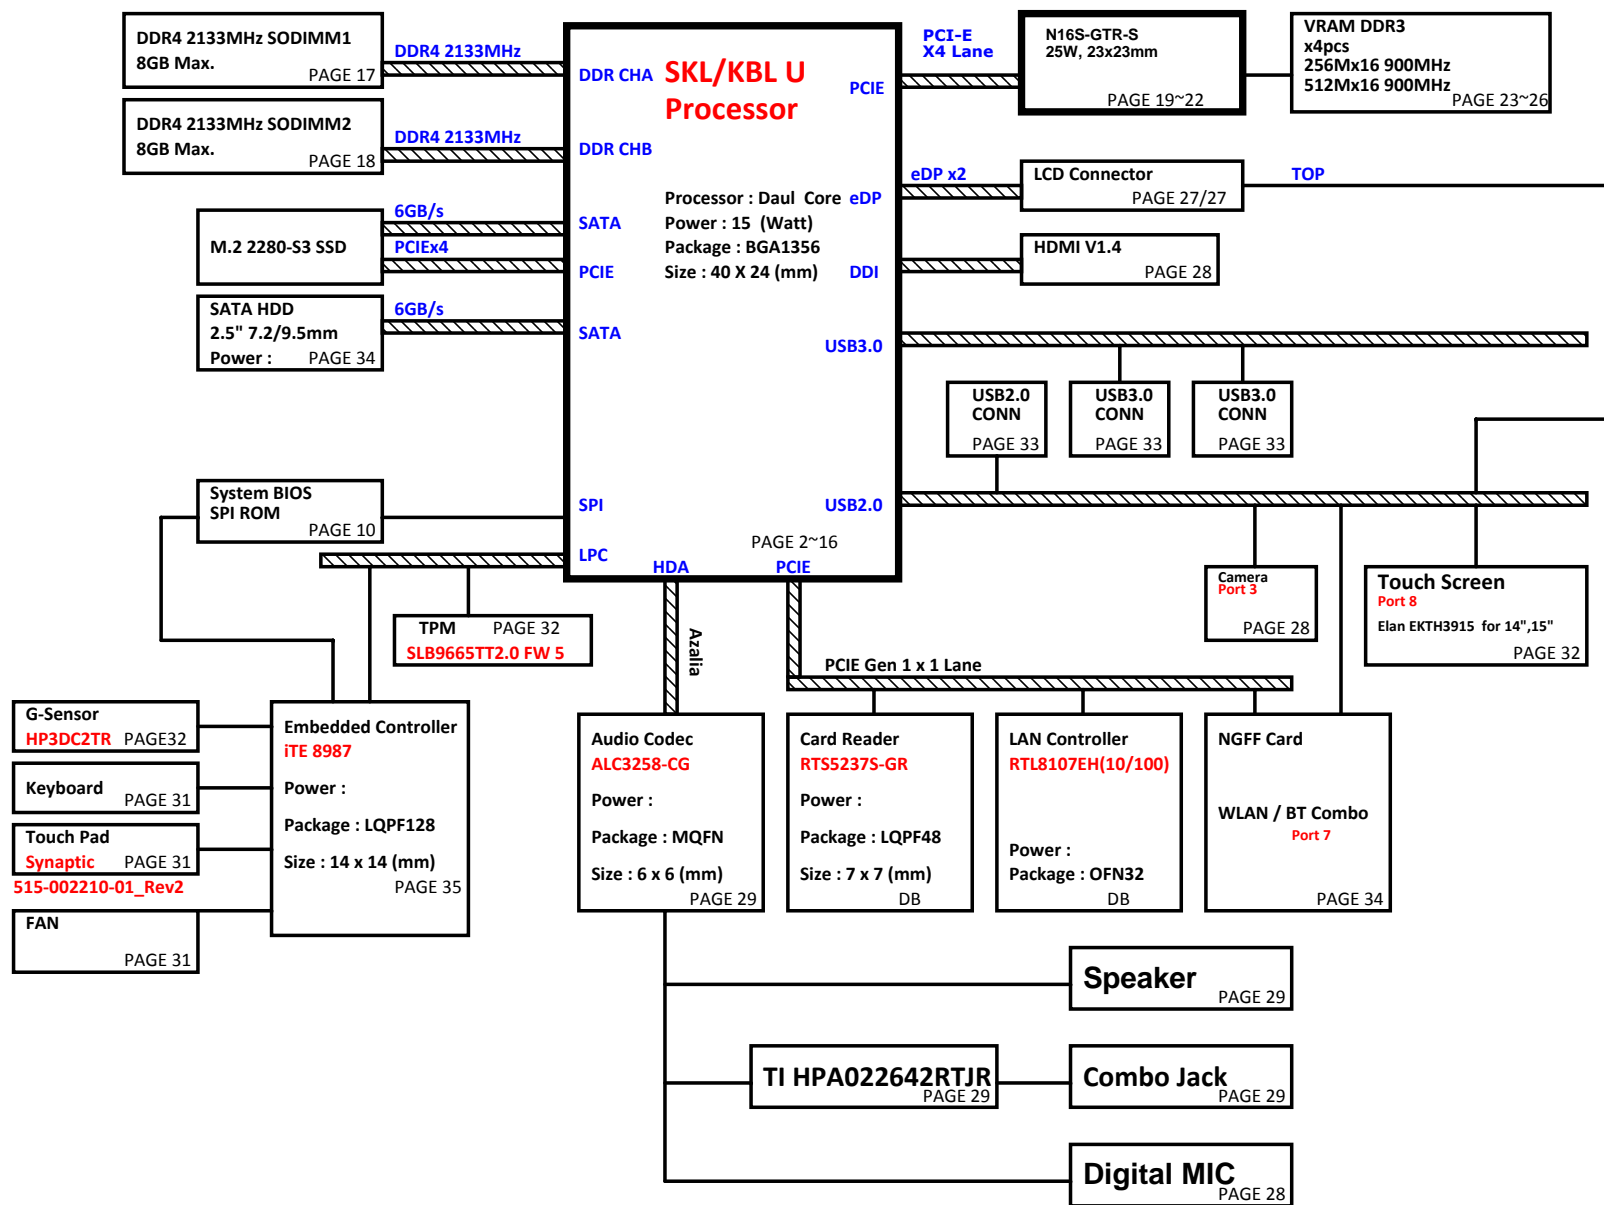 DDR4 2133MHz SODIMM1
8GB Max.
PAGE 17
DDR4 2133MHz
DDR4 2133MHz SODIMM2
8GB Max.
PAGE 18
DDR4 2133MHz
M.2 2280-S3 SSD
6GB/s
PCIEx4
SATA HDD
2.5" 7.2/9.5mm
Power :
PAGE 34
6GB/s
System BIOS
SPI ROM
PAGE 10
DDR CHA
SKL/KBL U
Processor
PCIE
DDR CHB
Processor : Daul Core
eDP
SATA
Power : 15 (Watt)
Package : BGA1356
PCIE
Size : 40 X 24 (mm)
DDI
SATA
USB3.0
SPI
USB2.0
PAGE 2~16
LPC
HDA
PCIE
PCI-E
X4 Lane
N16S-GTR-S
25W, 23x23mm
PAGE 19~22
VRAM DDR3
x4pcs
256Mx16 900MHz
512Mx16 900MHz
PAGE 23~26
eDP x2
LCD Connector
PAGE 27/27
TOP
HDMI V1.4
PAGE 28
USB2.0
CONN
PAGE 33
USB3.0
CONN
PAGE 33
USB3.0
CONN
PAGE 33
Camera
Port 3
PAGE 28
Touch Screen
Port 8
Elan EKTH3915 for 14",15"
PAGE 32
TPM
PAGE 32
SLB9665TT2.0 FW 5
Azalia
PCIE Gen 1 x 1 Lane
G-Sensor
HP3DC2TR
PAGE32
Keyboard
PAGE 31
Touch Pad
Synaptic
PAGE 31
515-002210-01_Rev2
FAN
PAGE 31
Embedded Controller
iTE 8987
Power :
Package : LQPF128
Size : 14 x 14 (mm)
PAGE 35
Audio Codec
ALC3258-CG
Power :
Package : MQFN
Size : 6 x 6 (mm)
PAGE 29
Card Reader
RTS5237S-GR
Power :
Package : LQPF48
Size : 7 x 7 (mm)
DB
LAN Controller
RTL8107EH(10/100)
Power :
Package : OFN32
DB
NGFF Card
WLAN / BT Combo
Port 7
PAGE 34
Speaker
PAGE 29
TI HPA022642RTJR
PAGE 29
Combo Jack
PAGE 29
Digital MIC
PAGE 28